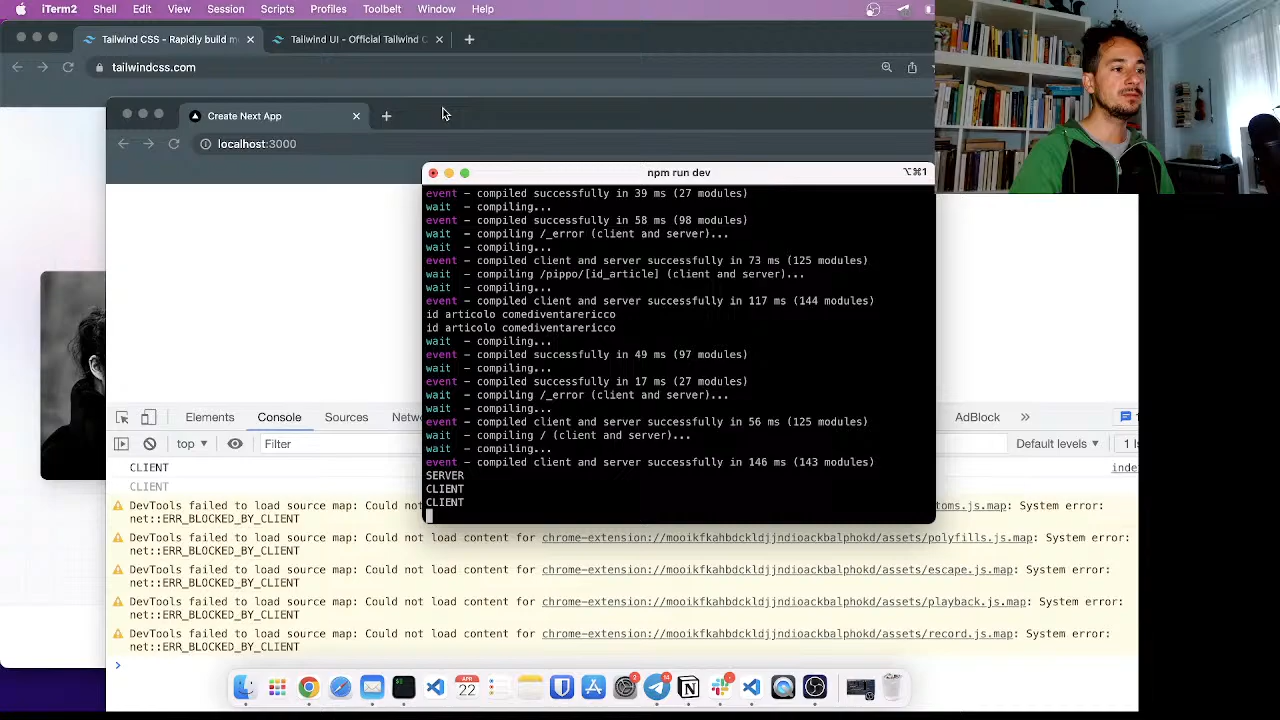 iTerm2 Shell Edit View Session Scripts Profiles Toolbelt Window Help
Tailwind CSS - Rapidly build m
Tailwind UI - Official Tailwind C
tailwindcss.com
Create Next App
localhost:3000
npm run dev
⌥⌘1
event - compiled successfully in 39 ms (27 modules)
wait - compiling...
event - compiled successfully in 58 ms (98 modules)
wait - compiling /_error (client and server)...
wait - compiling...
event - compiled client and server successfully in 73 ms (125 modules)
wait - compiling /pippo/[id_article] (client and server)...
wait - compiling...
event - compiled client and server successfully in 117 ms (144 modules)
id articolo comediventarericco
id articolo comediventarericco
wait - compiling...
event - compiled successfully in 49 ms (97 modules)
wait - compiling...
event - compiled successfully in 17 ms (27 modules)
wait - compiling /_error (client and server)...
wait - compiling...
event - compiled client and server successfully in 56 ms (125 modules)
wait - compiling / (client and server)...
wait - compiling...
event - compiled client and server successfully in 146 ms (143 modules)
SERVER
CLIENT
CLIENT
Elements Console Sources Netw AdBlock »
top Filter Default levels 1 Is
CLIENT inde
CLIENT
DevTools failed to load source map: Could not toms.js.map: System error:
net::ERR_BLOCKED_BY_CLIENT
DevTools failed to load source map: Could not load content for chrome-extension://mooikfkahbdckldjjndioackbalphokd/assets/polyfills.js.map: System error:
net::ERR_BLOCKED_BY_CLIENT
DevTools failed to load source map: Could not load content for chrome-extension://mooikfkahbdckldjjndioackbalphokd/assets/escape.js.map: System error:
net::ERR_BLOCKED_BY_CLIENT
DevTools failed to load source map: Could not load content for chrome-extension://mooikfkahbdckldjjndioackbalphokd/assets/playback.js.map: System error:
net::ERR_BLOCKED_BY_CLIENT
DevTools failed to load source map: Could not load content for chrome-extension://mooikfkahbdckldjjndioackbalphokd/assets/record.js.map: System error:
net::ERR_BLOCKED_BY_CLIENT
APR
22
2
14